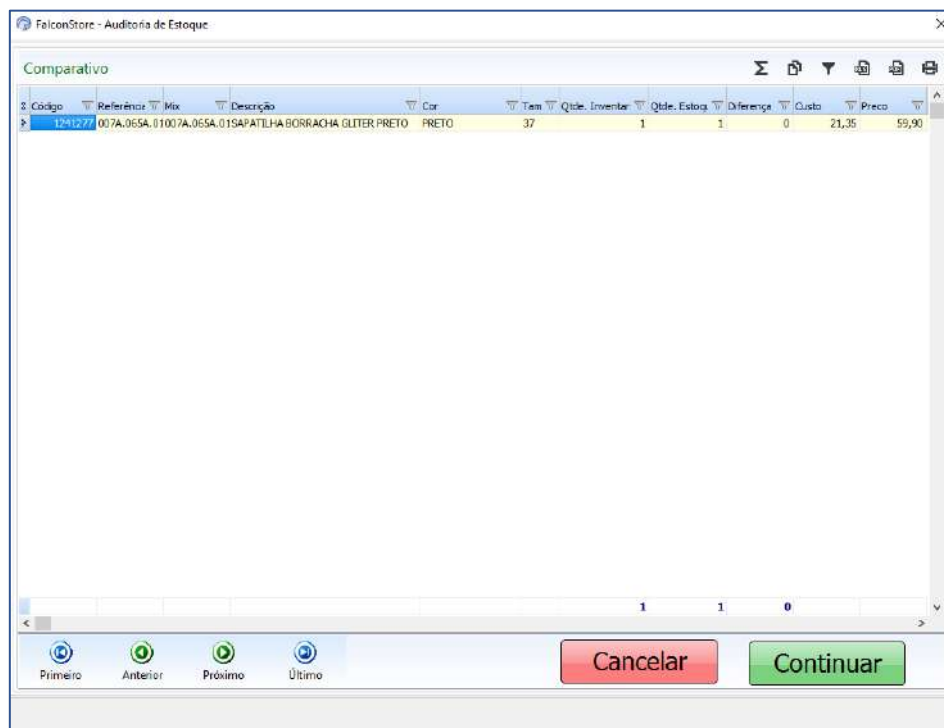 FalconStore - Auditoria de Estoque
Comparativo
Código Referência Mix Descrição Cor Tam Qtde. Inventar Qtde. Estoq Diferença Custo Preco
1241277 007A.065A.01 007A.065A.01 SAPATILHA BORRACHA GLITER PRETO PRETO 37 1 1 0 21,35 59,90
1 1 0
Primeiro Anterior Próximo Último Cancelar Continuar